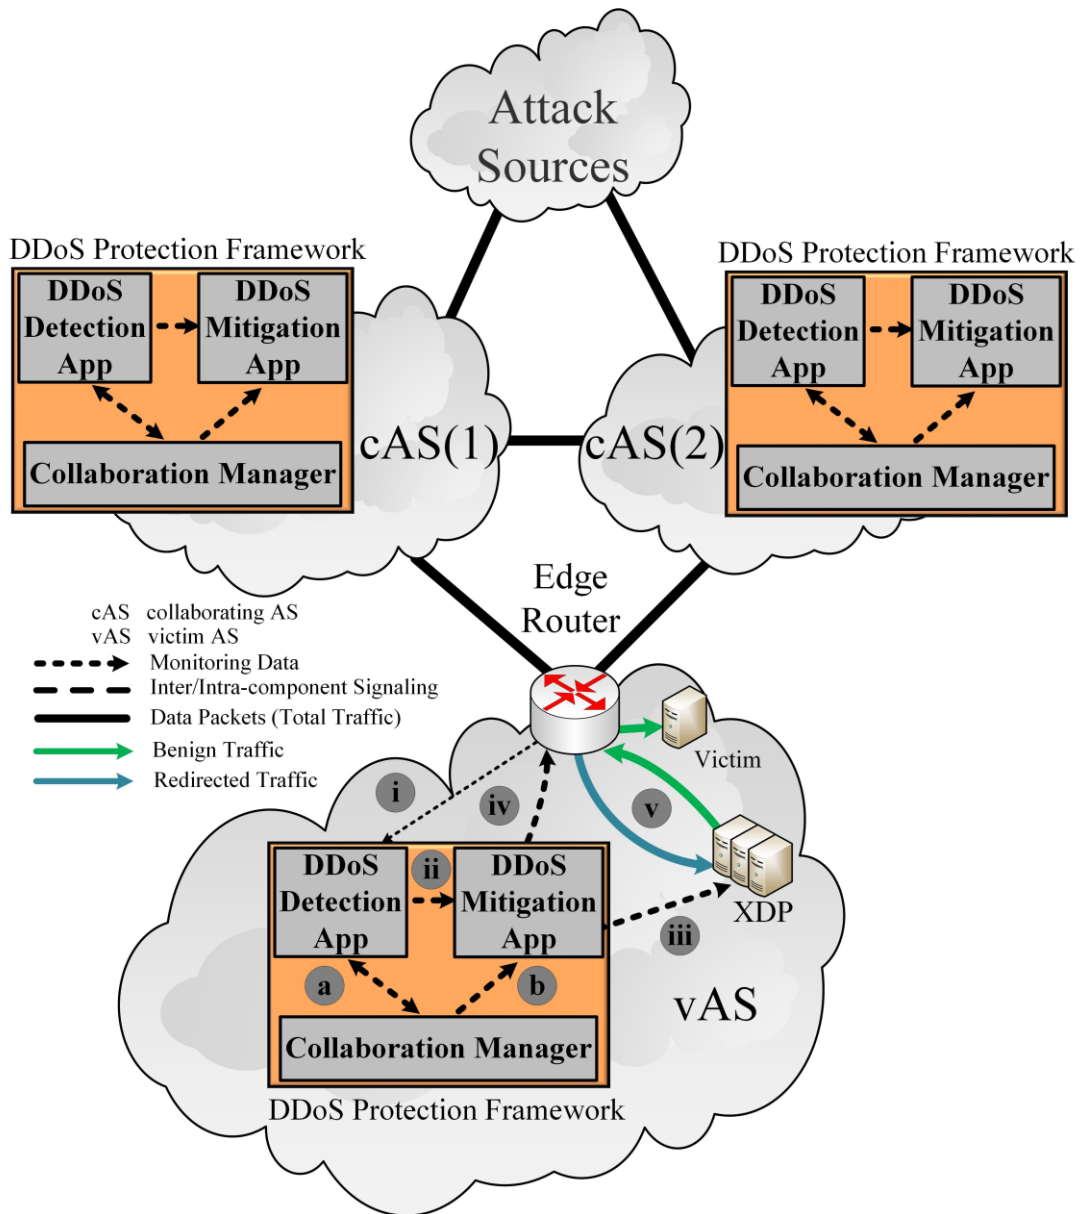 Attack
Sources
DDoS Protection Framework
DDoS
Detection
App
DDoS
Mitigation
App
Collaboration Manager
cAS(1)
DDoS Protection Framework
DDoS
Detection
App
DDoS
Mitigation
App
Collaboration Manager
cAS(2)
Edge
Router
cAS collaborating AS
vAS victim AS
Monitoring Data
Inter/Intra-component Signaling
Data Packets (Total Traffic)
Benign Traffic
Redirected Traffic
Victim
i
iv
v
DDoS
Detection
App
ii
DDoS
Mitigation
App
XDP
iii
a
b
vAS
Collaboration Manager
DDoS Protection Framework